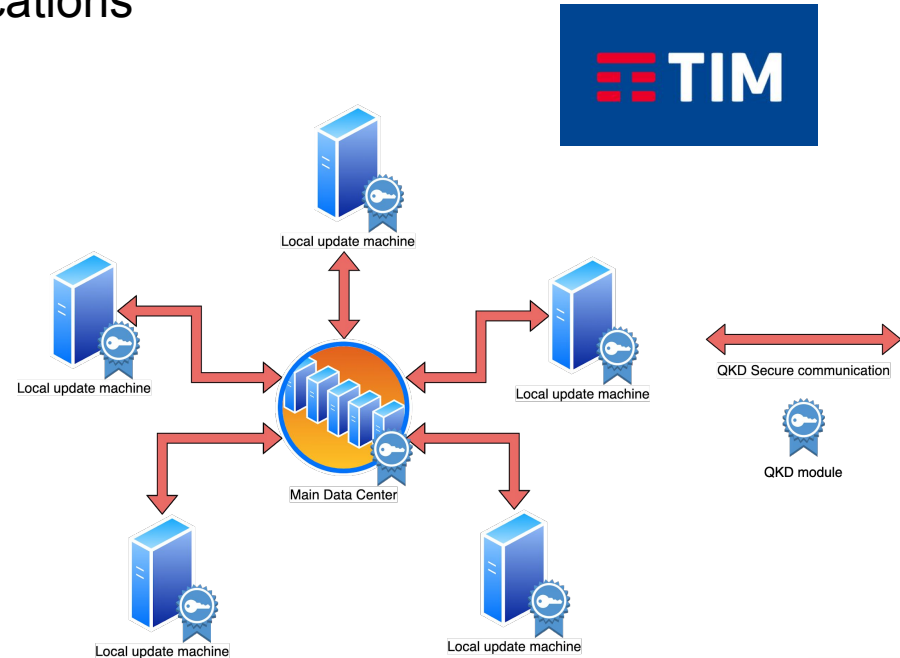 TIM
Local update machine
Local update machine
Local update machine
QKD Secure communication
QKD module
Main Data Center
Local update machine
Local update machine